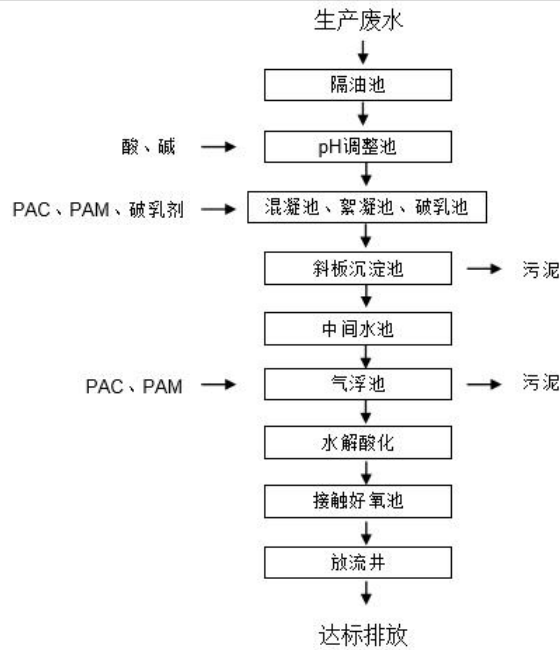 生产废水
隔油池
酸、碱
pH调整池
PAC、PAM、破乳剂
混凝池、絮凝池、破乳池
斜板沉淀池
污泥
中间水池
PAC、PAM
气浮池
污泥
水解酸化
接触好氧池
放流井
达标排放